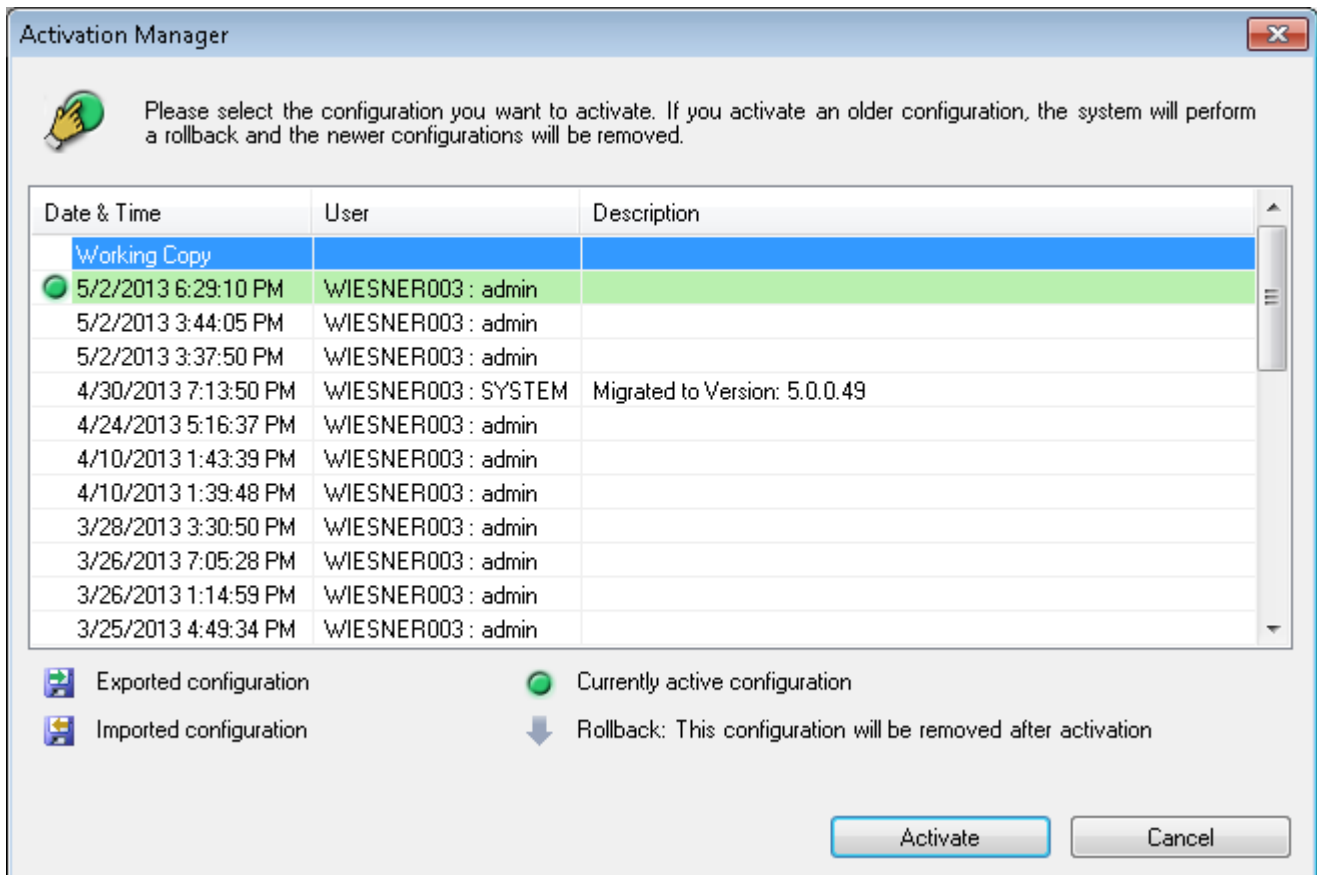 Activation Manager
Please select the configuration you want to activate. If you activate an older configuration, the system will perform
a rollback and the newer configurations will be removed.
Date & Time User Description
Working Copy
5/2/2013 6:29:10 PM WIESNER003 : admin
5/2/2013 3:44:05 PM WIESNER003 : admin
5/2/2013 3:37:50 PM WIESNER003 : admin
4/30/2013 7:13:50 PM WIESNER003 : SYSTEM Migrated to Version: 5.0.0.49
4/24/2013 5:16:37 PM WIESNER003 : admin
4/10/2013 1:43:39 PM WIESNER003 : admin
4/10/2013 1:39:48 PM WIESNER003 : admin
3/28/2013 3:30:50 PM WIESNER003 : admin
3/26/2013 7:05:28 PM WIESNER003 : admin
3/26/2013 1:14:59 PM WIESNER003 : admin
3/25/2013 4:49:34 PM WIESNER003 : admin
Exported configuration Currently active configuration
Imported configuration Rollback: This configuration will be removed after activation
Activate Cancel